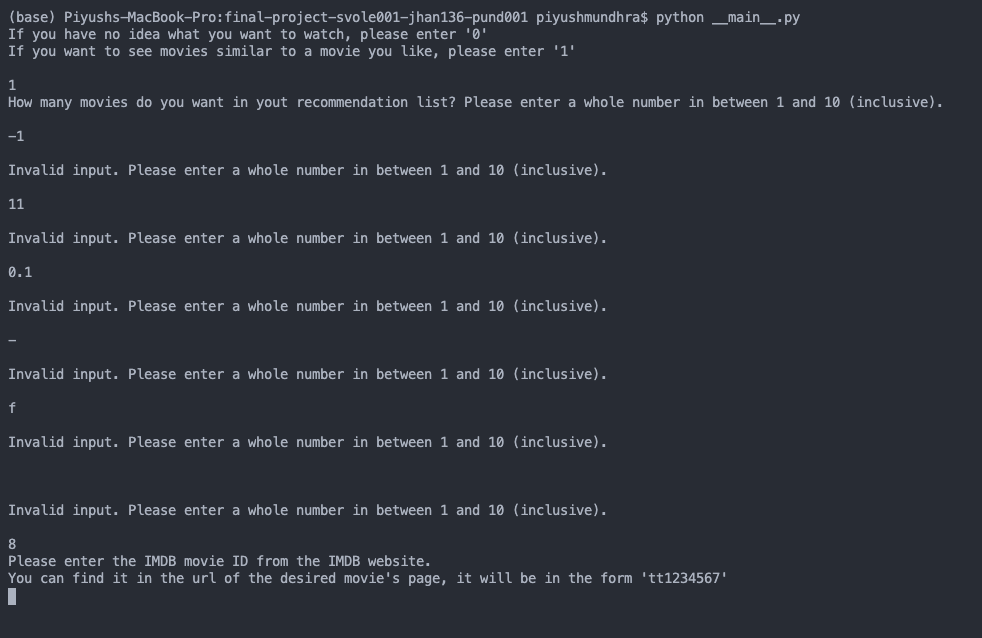 (base) Piyushs-MacBook-Pro:final-project-svole001-jhan136-pund001 piyushmundhra$ python __main__.py
If you have no idea what you want to watch, please enter '0'
If you want to see movies similar to a movie you like, please enter '1'
1
How many movies do you want in yout recommendation list? Please enter a whole number in between 1 and 10 (inclusive).
-1
Invalid input. Please enter a whole number in between 1 and 10 (inclusive).
11
Invalid input. Please enter a whole number in between 1 and 10 (inclusive).
0.1
Invalid input. Please enter a whole number in between 1 and 10 (inclusive).
-
Invalid input. Please enter a whole number in between 1 and 10 (inclusive).
f
Invalid input. Please enter a whole number in between 1 and 10 (inclusive).
Invalid input. Please enter a whole number in between 1 and 10 (inclusive).
8
Please enter the IMDB movie ID from the IMDB website.
You can find it in the url of the desired movie's page, it will be in the form 'tt1234567'